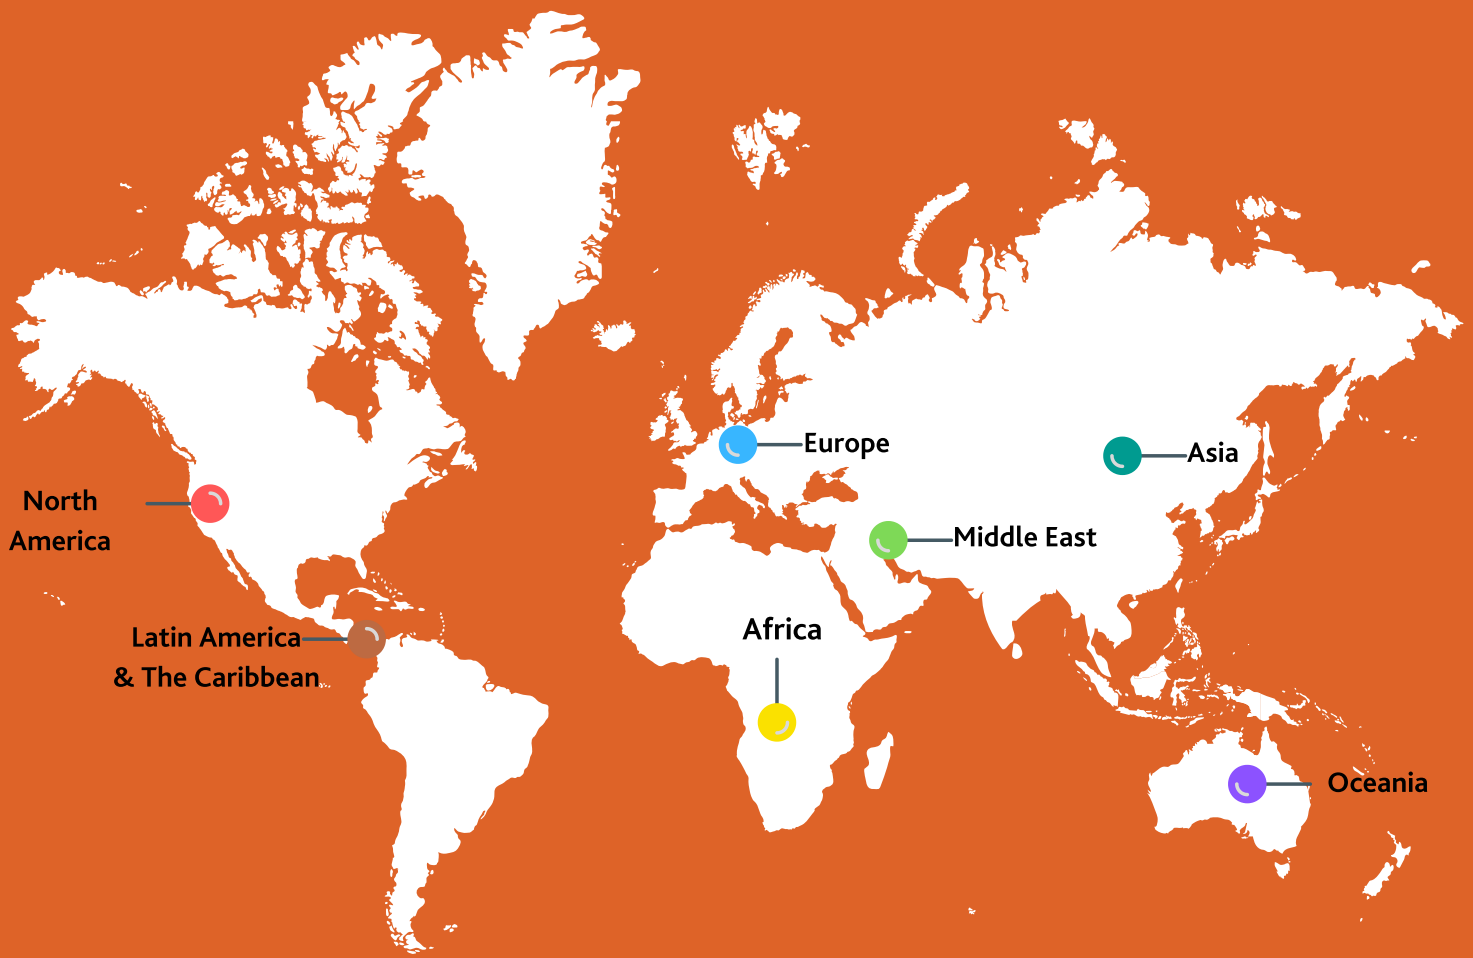 Europe
Asia
North
America
Middle East
Africa
Latin America
& The Caribbean
Oceania